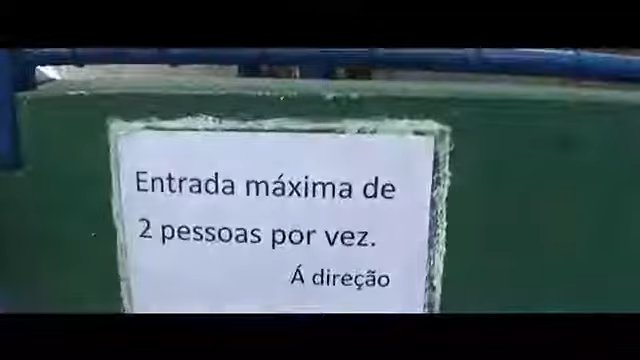 Entrada máxima de
2 pessoas por vez.
Á direção